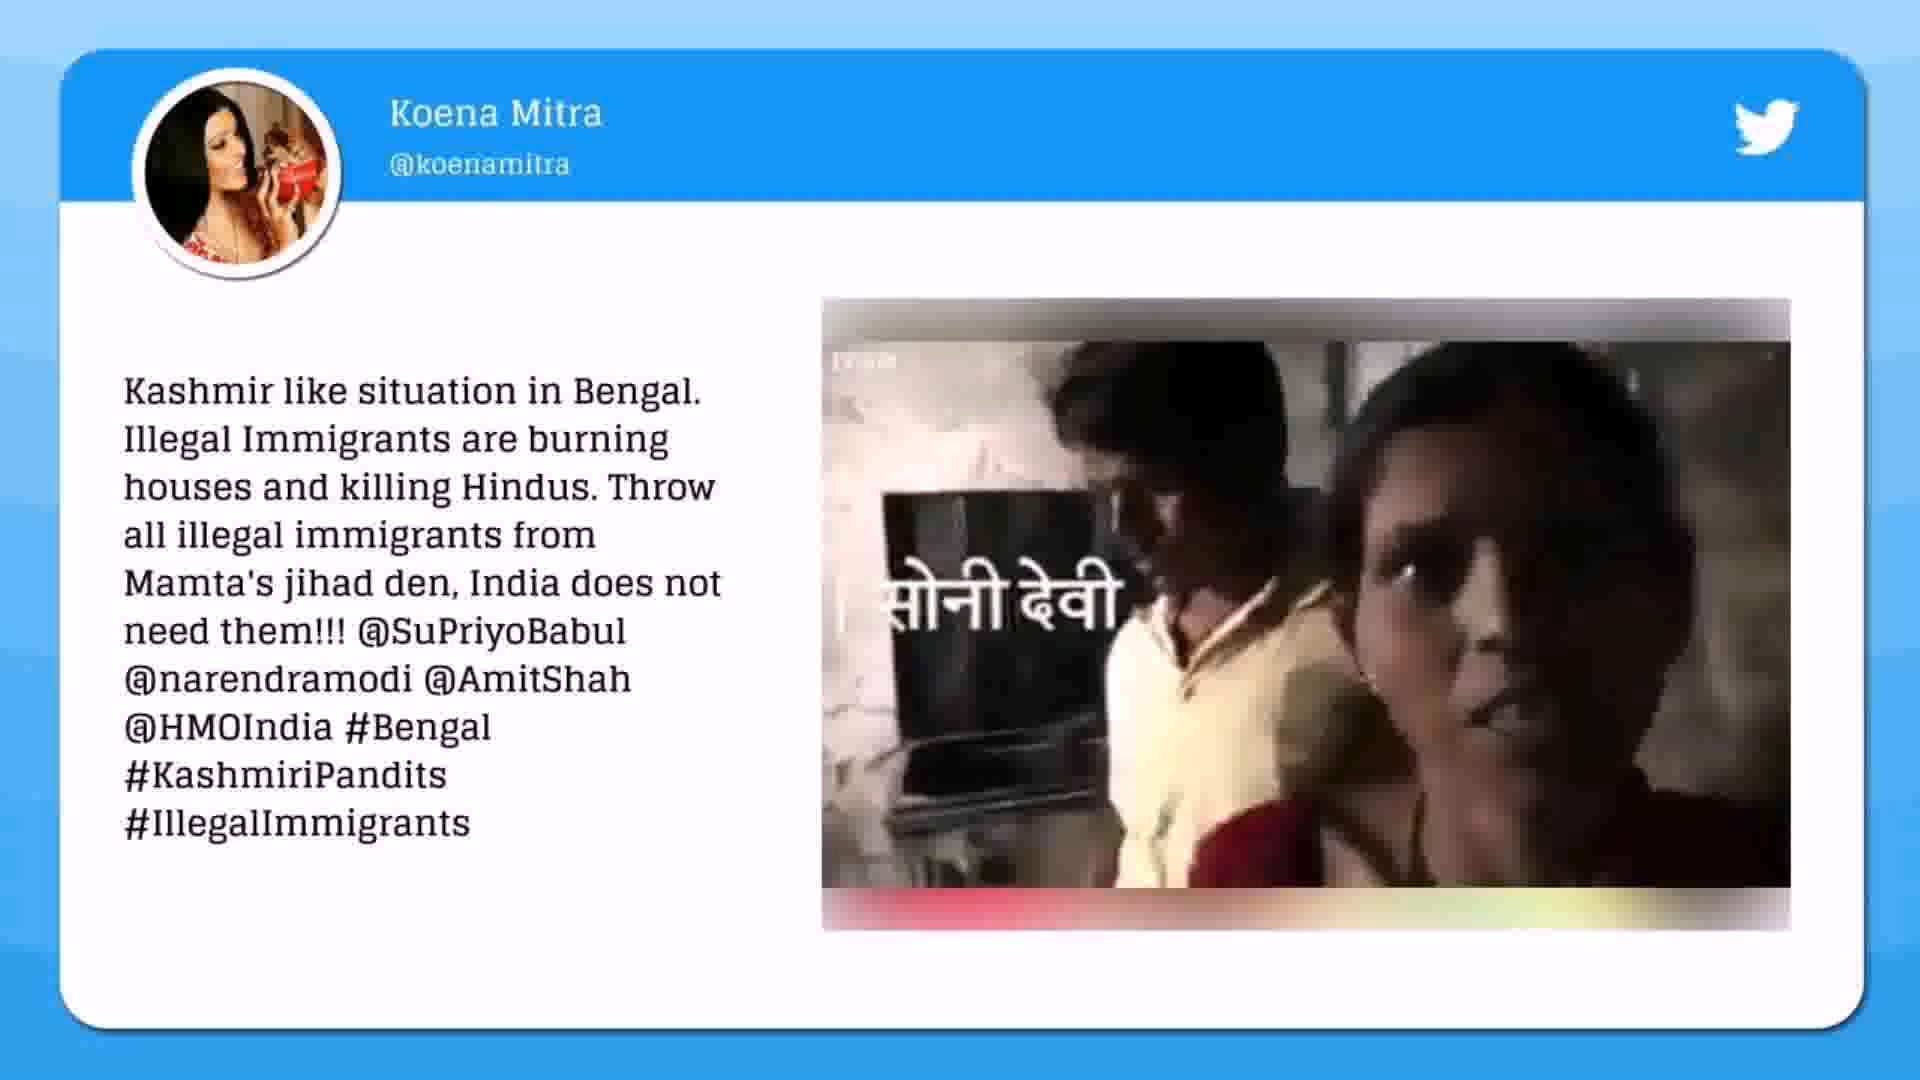 Koena Mitra
@koenamitra
Kashmir like situation in Bengal.
Illegal Immigrants are burning
houses and killing Hindus. Throw
all illegal immigrants from
Mamta's jihad den, India does not
need them!!! @SuPriyoBabul
@narendramodi @AmitShah
@HMOIndia #Bengal
#KashmiriPandits
#IllegalImmigrants
सोनी देवी